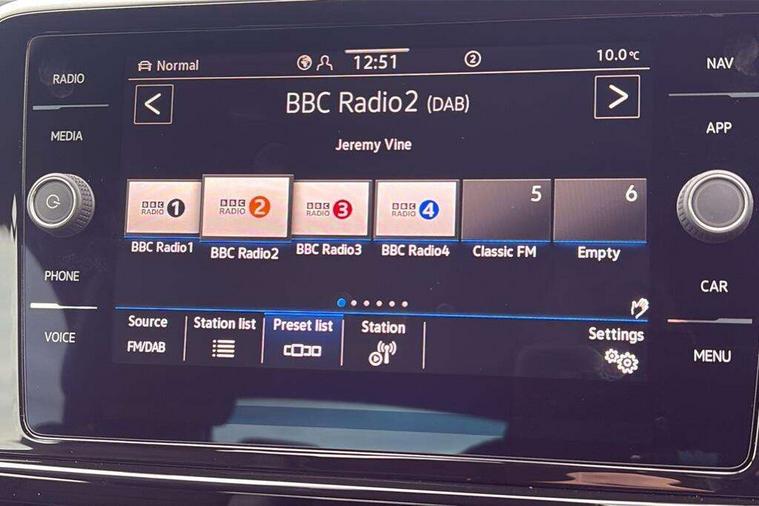 RADIO
MEDIA
PHONE
VOICE
Normal
12:51
2
10.0°C
BBC Radio2 (DAB)
Jeremy Vine
BBC RADIO 1
BBC RADIO 2
BBC RADIO 3
BBC RADIO 4
5
6
BBC Radio1
BBC Radio2
BBC Radio3
BBC Radio4
Classic FM
Empty
Source
FM/DAB
Station list
Preset list
Station
Settings
NAV
APP
CAR
MENU